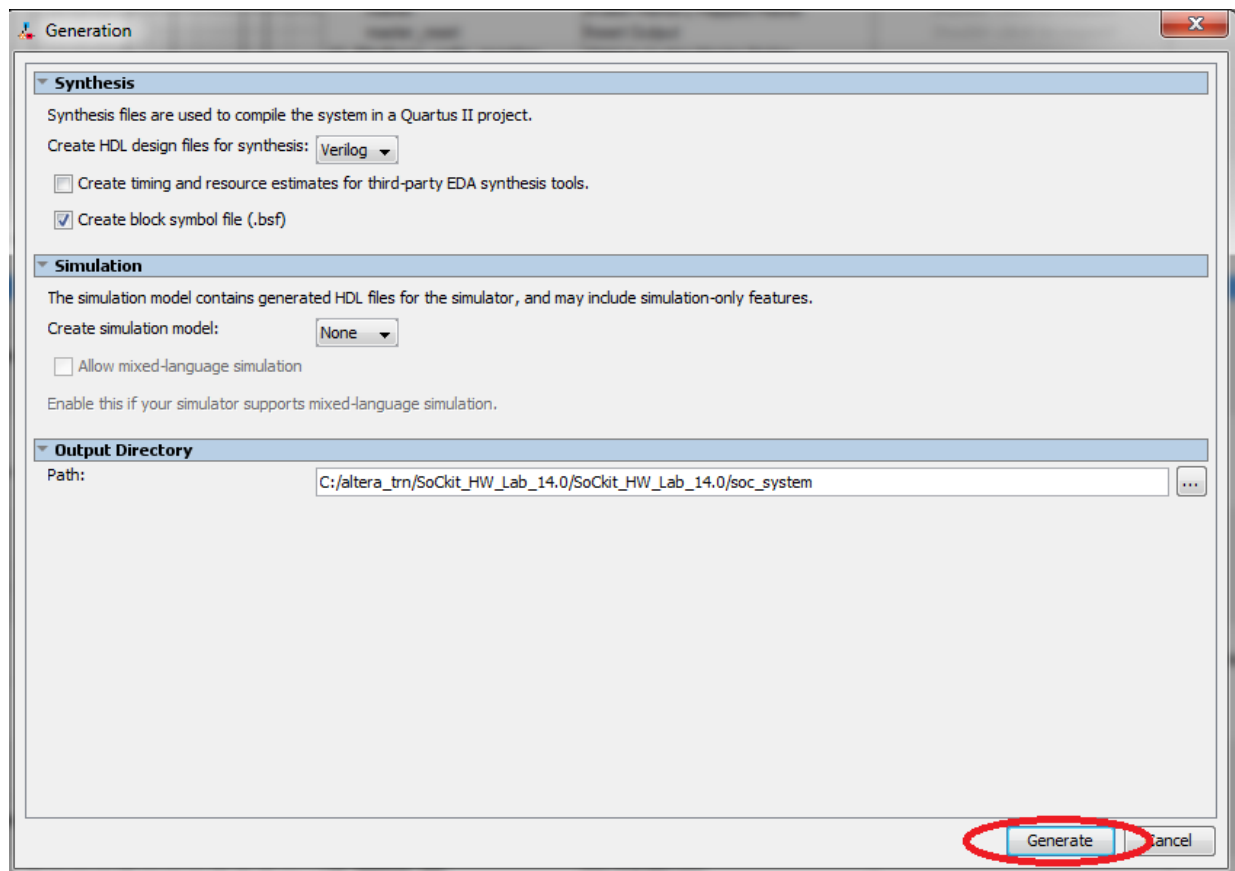 Generation
Synthesis
Synthesis files are used to compile the system in a Quartus II project.
Create HDL design files for synthesis: Verilog
Create timing and resource estimates for third-party EDA synthesis tools.
Create block symbol file (.bsf)
Simulation
The simulation model contains generated HDL files for the simulator, and may include simulation-only features.
Create simulation model: None
Allow mixed-language simulation
Enable this if your simulator supports mixed-language simulation.
Output Directory
Path: C:/altera_trn/SoCkit_HW_Lab_14.0/SoCkit_HW_Lab_14.0/soc_system ...
Generate Cancel